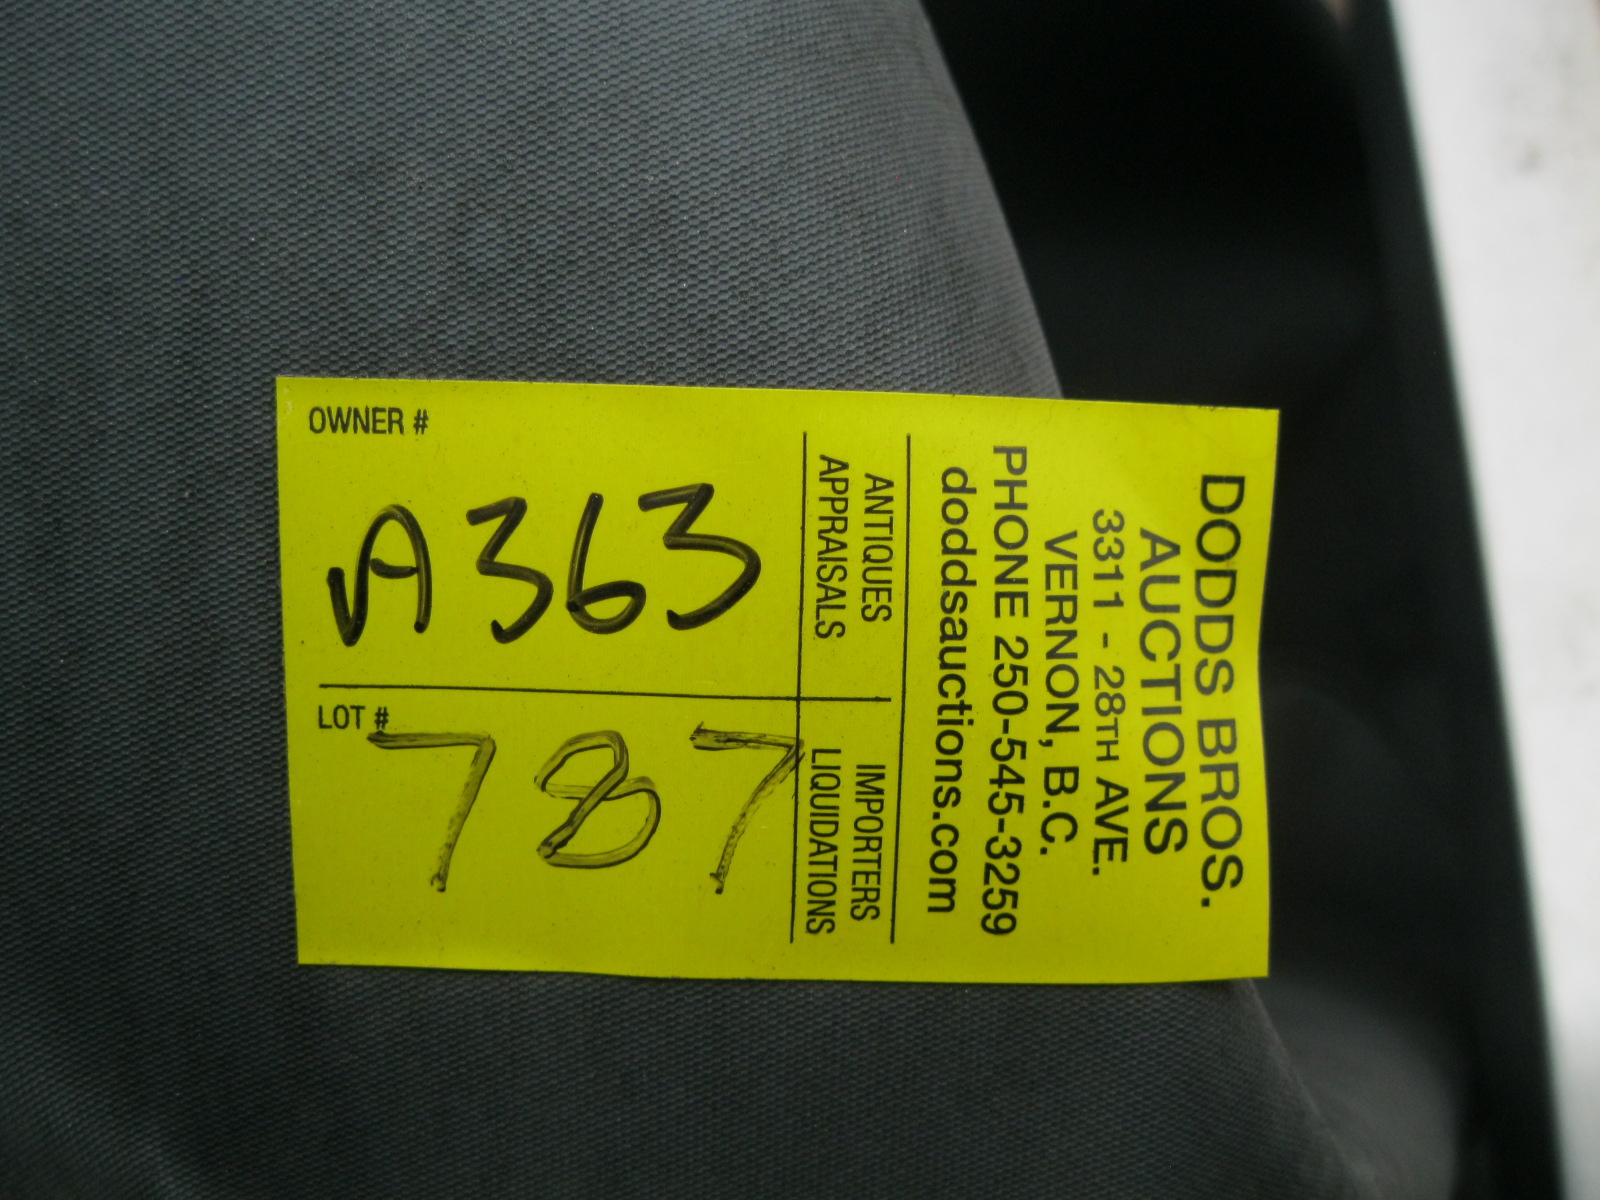 DODDS BROS.
AUCTIONS
3311 - 28TH AVE.
VERNON, B.C.
PHONE 250-545-3259
doddsauctions.com
ANTIQUES
APPRAISALS
IMPORTERS
LIQUIDATIONS
OWNER #
A363
LOT #
787